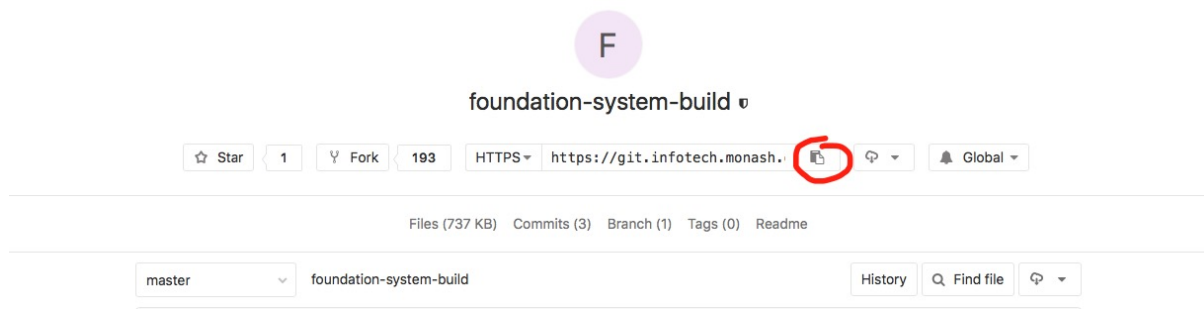 F
foundation-system-build
Star 1 Fork 193 HTTPS https://git.infotech.monash. Global
Files (737 KB) Commits (3) Branch (1) Tags (0) Readme
master foundation-system-build History Find file